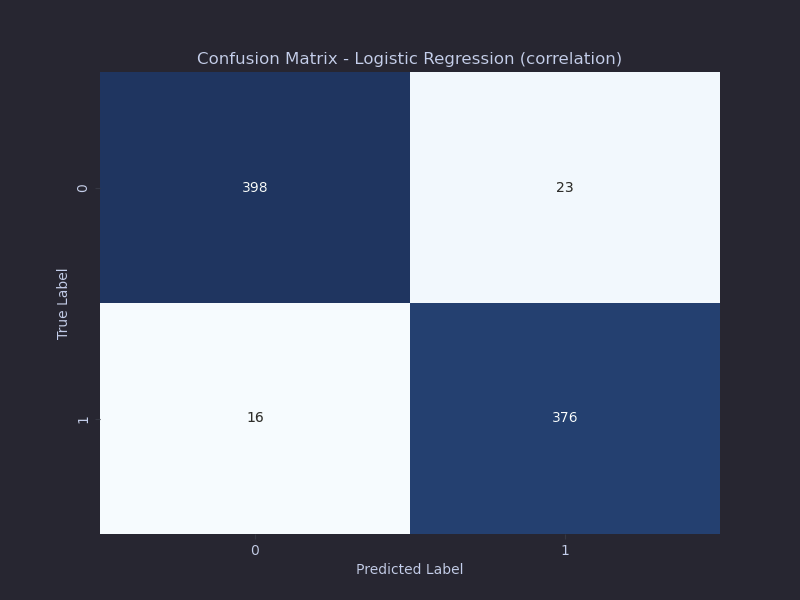 Confusion Matrix - Logistic Regression (correlation)
0
398
23
True Label
1
16
376
0
1
Predicted Label